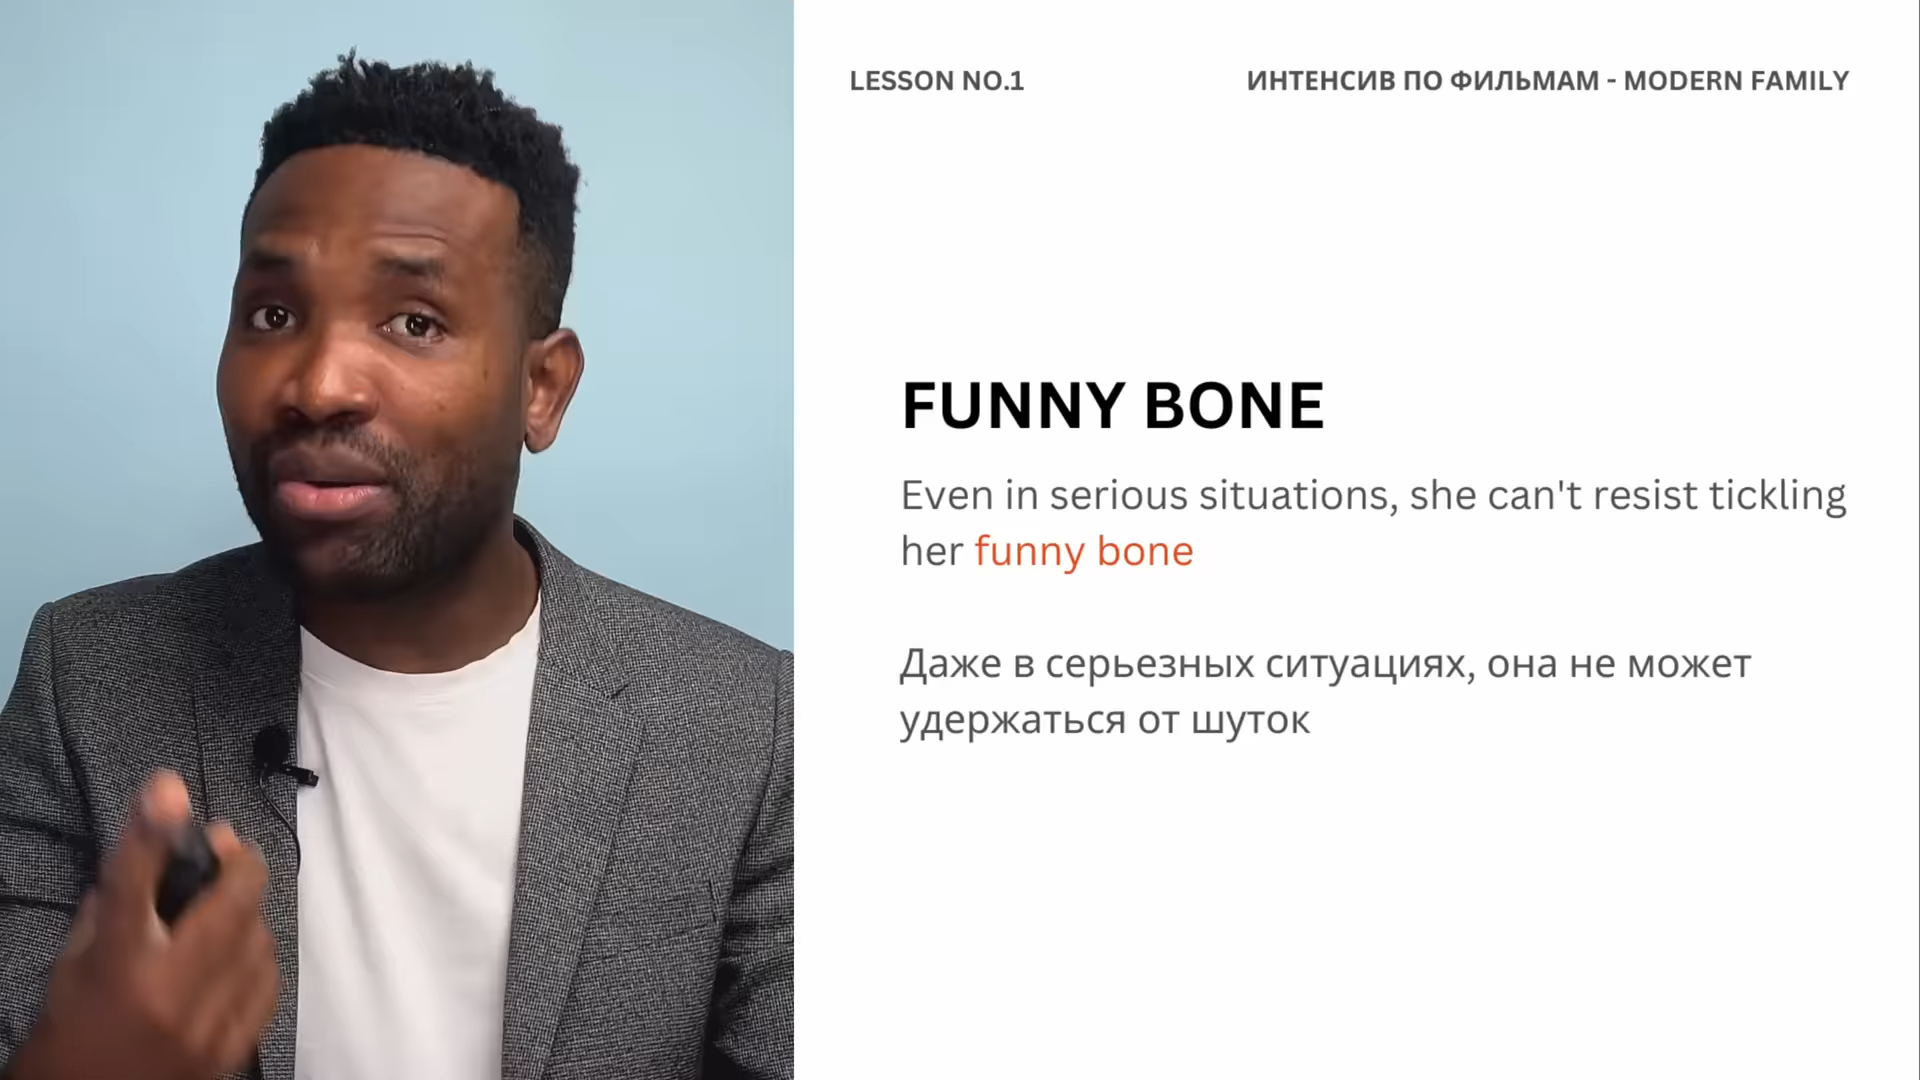 LESSON NO.1
ИНТЕНСИВ ПО ФИЛЬМАМ - MODERN FAMILY
FUNNY BONE
Even in serious situations, she can't resist tickling
her funny bone
Даже в серьезных ситуациях, она не может
удержаться от шуток